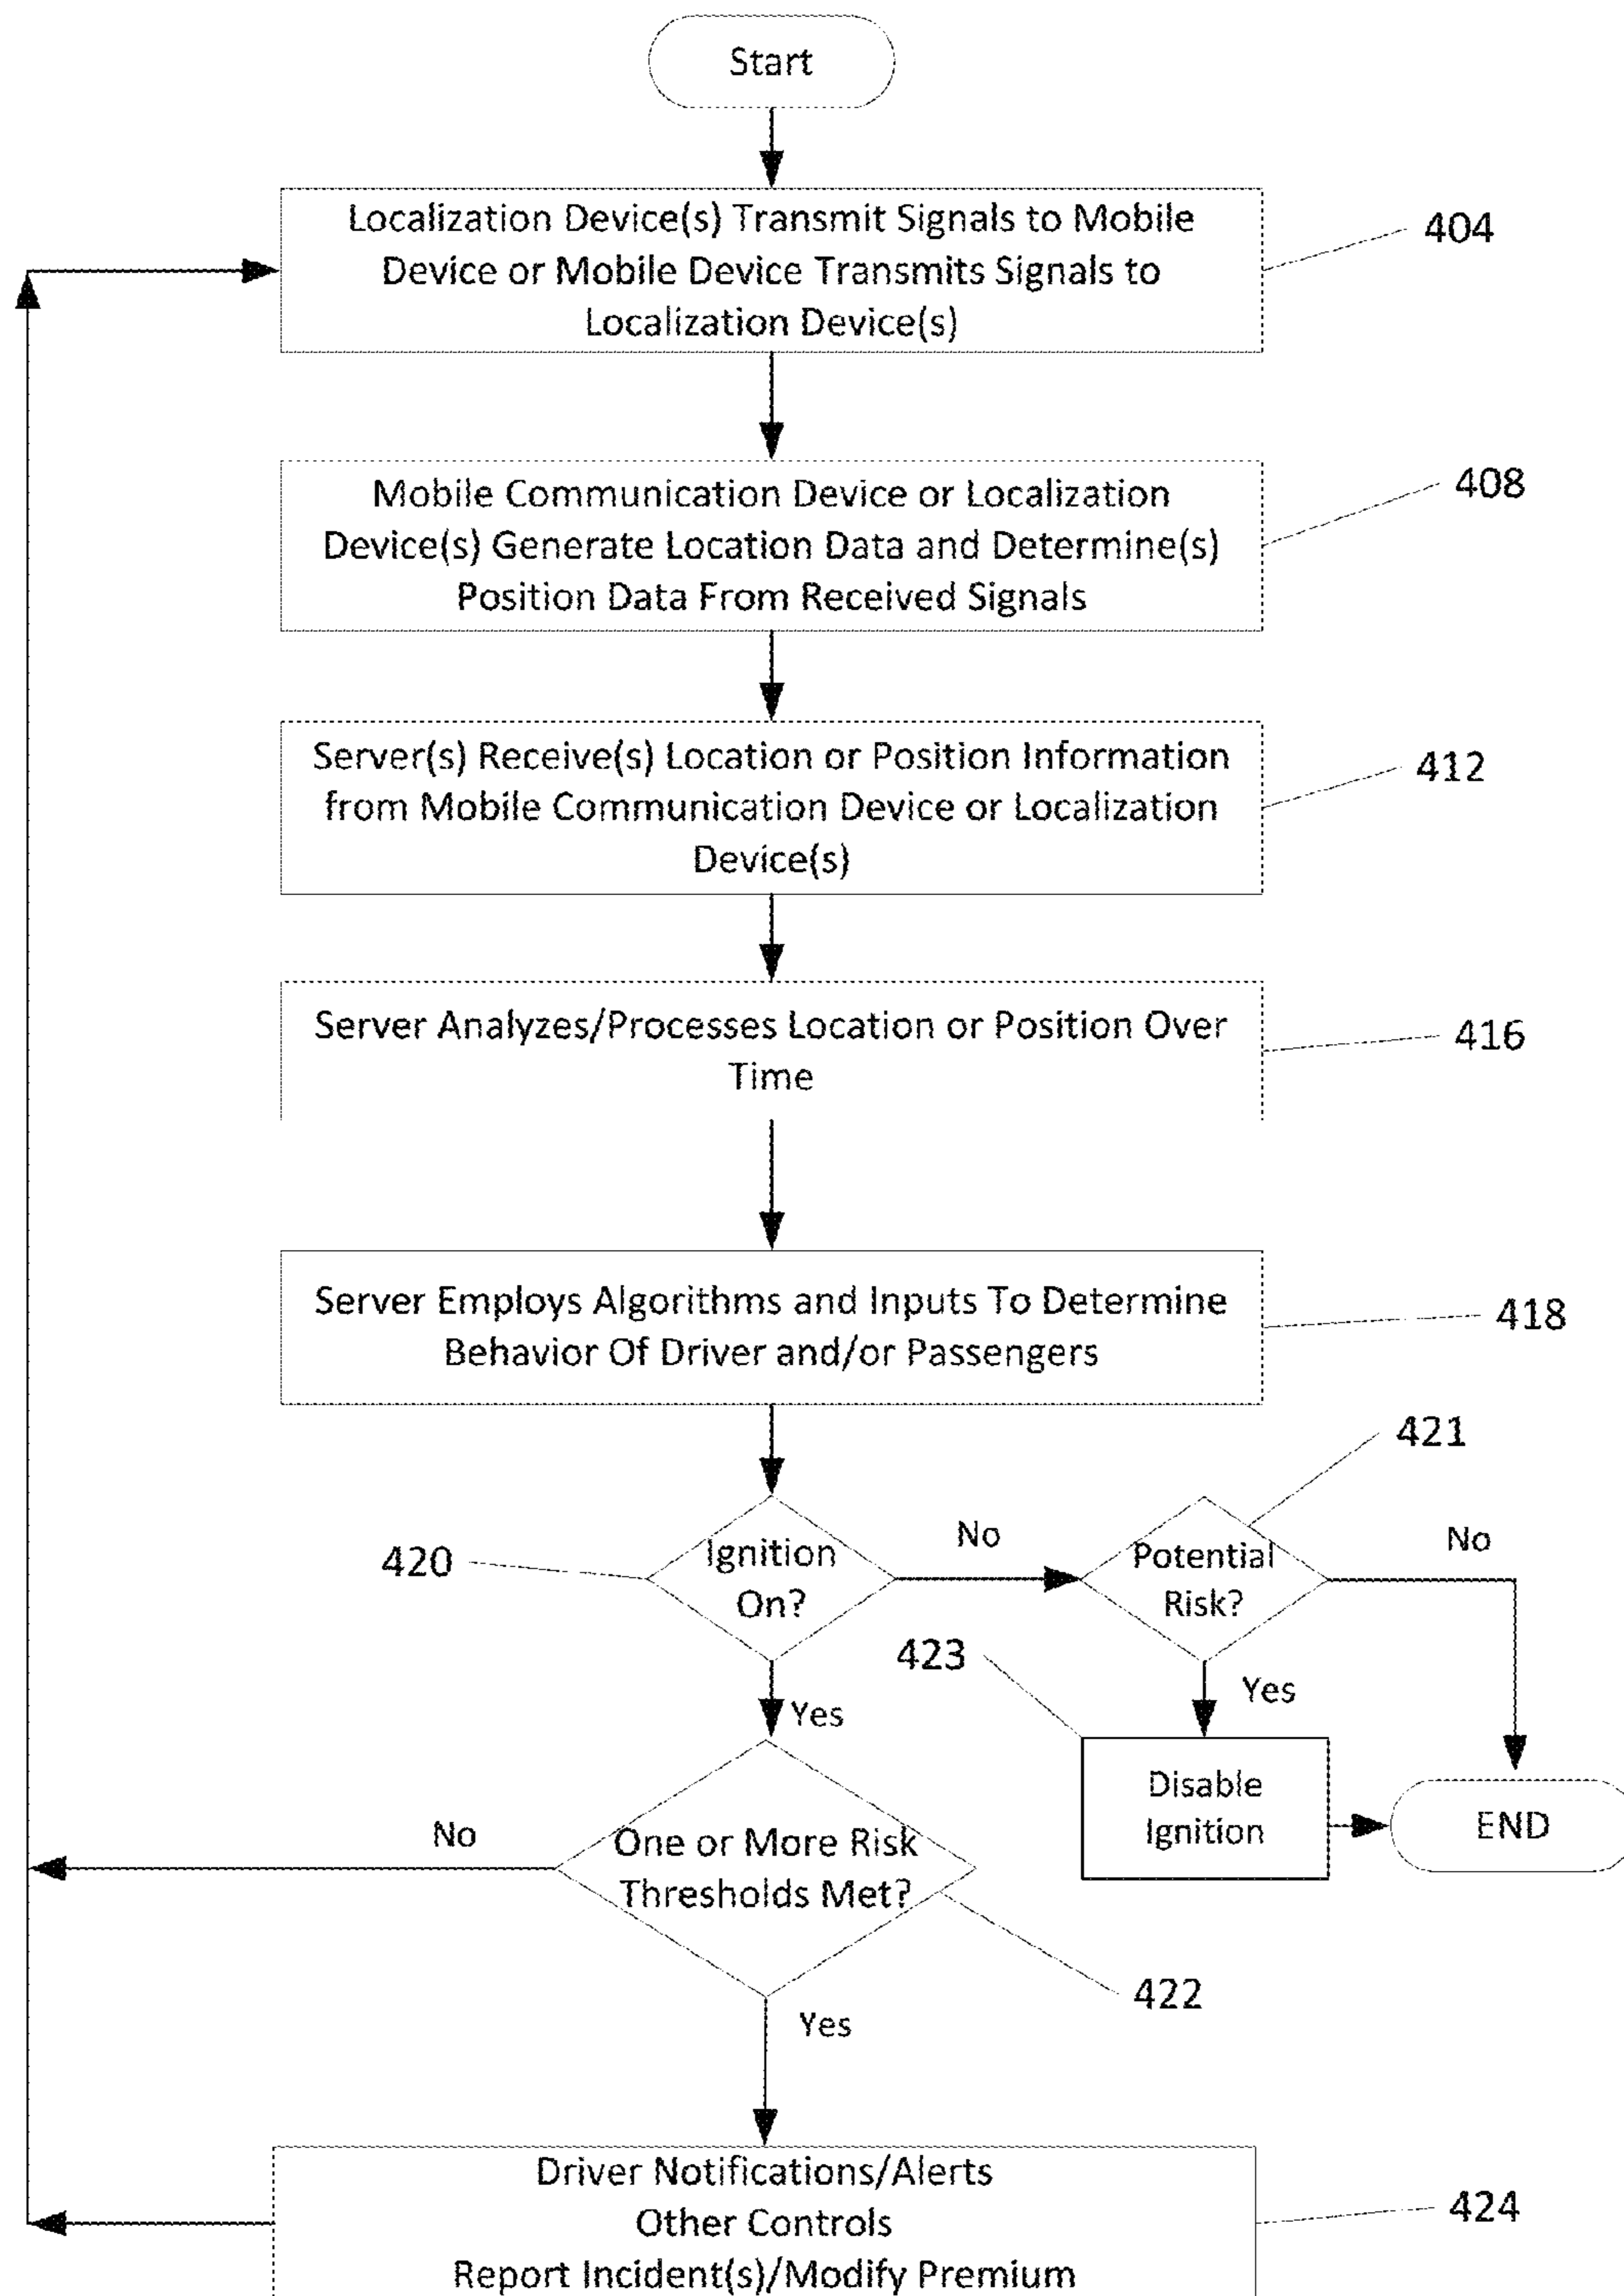 Start
Localization Device(s) Transmit Signals to Mobile
Device or Mobile Device Transmits Signals to
Localization Device(s)
404
Mobile Communication Device or Localization
Device(s) Generate Location Data and Determine(s)
Position Data From Received Signals
408
Server(s) Receive(s) Location or Position Information
from Mobile Communication Device or Localization
Device(s)
412
Server Analyzes/Processes Location or Position Over
Time
416
Server Employs Algorithms and Inputs To Determine
Behavior Of Driver and/or Passengers
418
421
420
Ignition
On?
No
Potential
Risk?
No
423
Yes
Yes
Disable
Ignition
END
No
One or More Risk
Thresholds Met?
422
Yes
Driver Notifications/Alerts
Other Controls
Report Incident(s)/Modify Premium
424